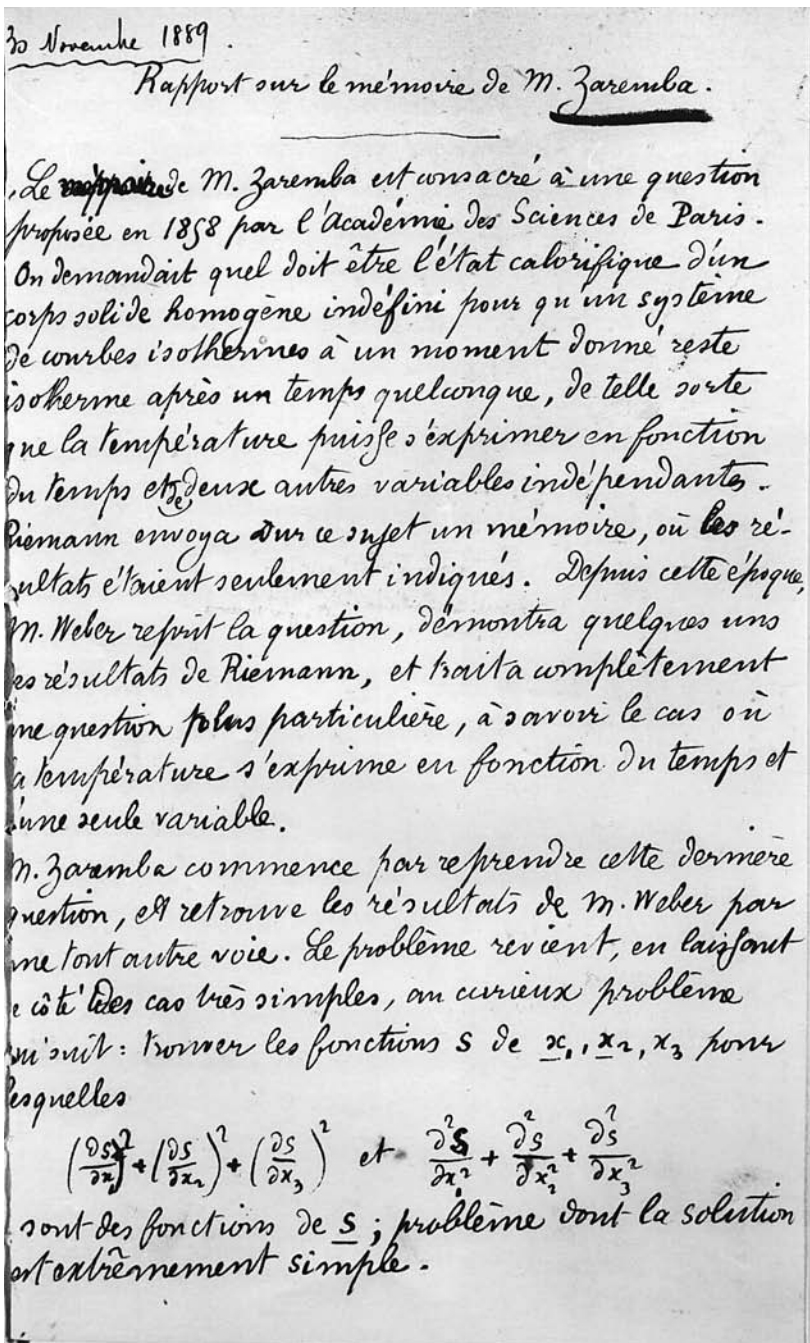 30 Novembre 1889.
Rapport sur le mémoire de M. Zaremba.
Le mémoire de M. Zaremba est consacré à une question
proposée en 1858 par l'Académie des Sciences de Paris.
On demandait quel doit être l'état calorifique d'un
corps solide homogène indéfini pour qu'un système
de courbes isothermes à un moment donné reste
isotherme après un temps quelconque, de telle sorte
que la température puisse s'exprimer en fonction
du temps et de deux autres variables indépendantes.
Riemann envoya sur ce sujet un mémoire, où les ré-
sultats étaient seulement indiqués. Depuis cette époque,
M. Weber reprit la question, démontra quelques uns
des résultats de Riemann, et traita complètement
une question plus particulière, à savoir le cas où
la température s'exprime en fonction du temps et
d'une seule variable.
M. Zaremba commence par reprendre cette dernière
question, et retrouve les résultats de M. Weber par
une tout autre voie. Le problème revient, en laissant
de côté des cas très simples, au curieux problème
qui suit : trouver les fonctions S de x₁, x₂, x₃ pour
lesquelles
(∂S/∂x₁)² + (∂S/∂x₂)² + (∂S/∂x₃)² et ∂²S/∂x₁² + ∂²S/∂x₂² + ∂²S/∂x₃²
sont des fonctions de S ; problème dont la solution
est extrêmement simple.